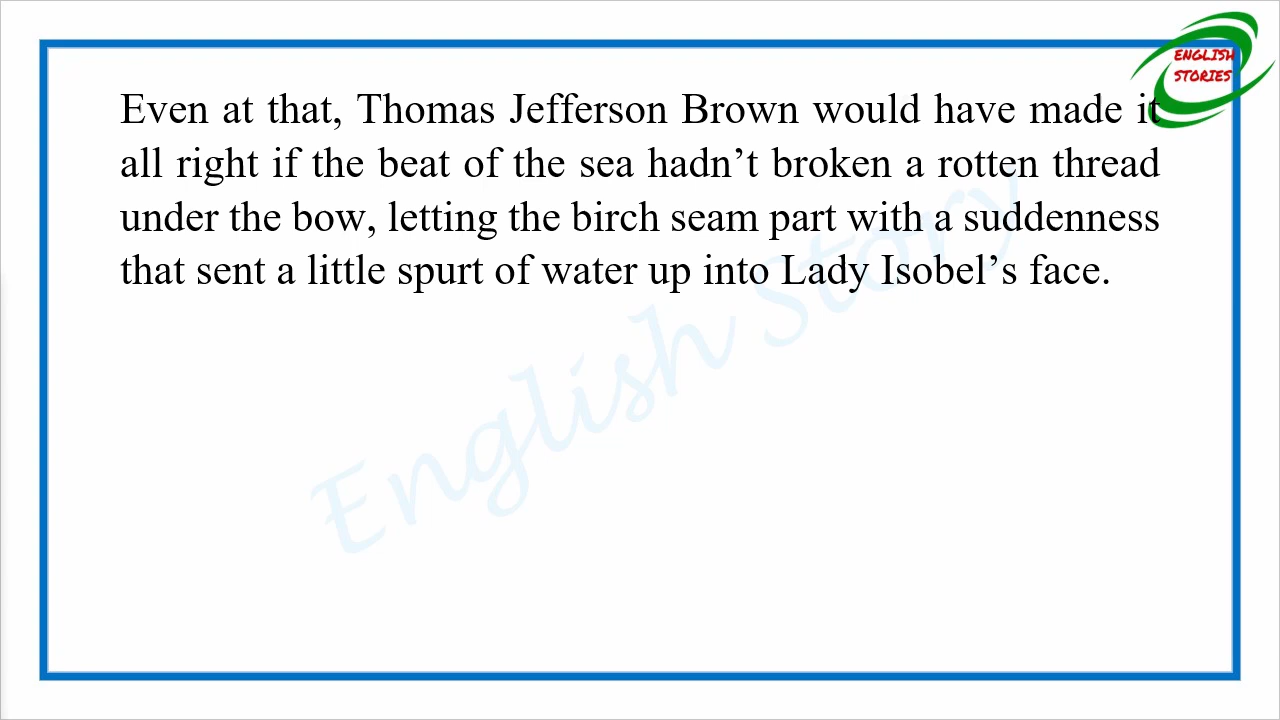 ENGLISH
STORIES
Even at that, Thomas Jefferson Brown would have made it
all right if the beat of the sea hadn’t broken a rotten thread
under the bow, letting the birch seam part with a suddenness
that sent a little spurt of water up into Lady Isobel’s face.
English Story